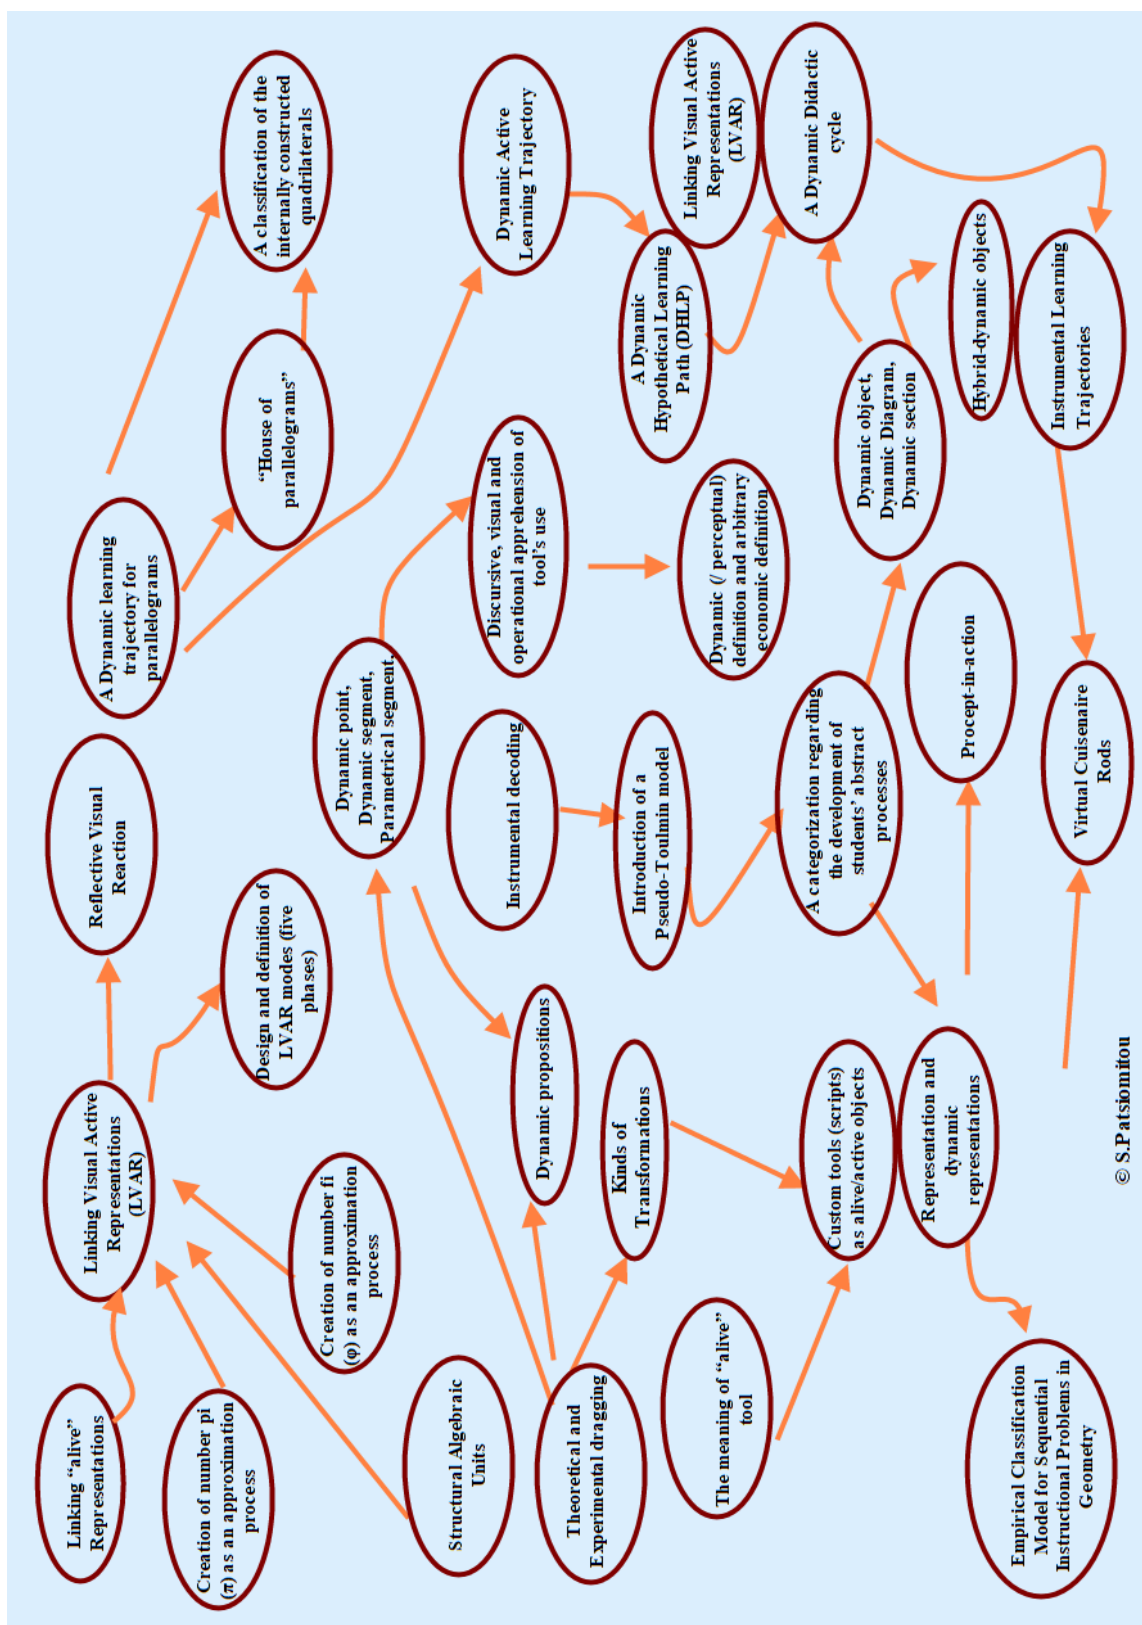 Linking “alive”
Representations
Linking Visual Active
Representations
(LVAR)
Reflective Visual
Reaction
A Dynamic learning
trajectory for
parallelograms
A classification of the
internally constructed
quadrilaterals
Creation of number pi
(π) as an approximation
process
Design and definition of
LVAR modes (five
phases)
“House of
parallelograms”
Creation of number fi
(φ) as an approximation
process
Dynamic point,
Dynamic segment,
Parametrical segment,
Structural Algebraic
Units
Instrumental decoding
Discursive, visual and
operational apprehension of
tool’s use
Dynamic Active
Learning Trajectory
Theoretical and
Experimental dragging
Dynamic propositions
Kinds of
Transformations
Introduction of a
Pseudo-Toulmin model
Dynamic (/ perceptual)
definition and arbitrary
economic definition
A Dynamic
Hypothetical Learning
Path (DHLP)
Linking Visual Active
Representations
(LVAR)
The meaning of “alive”
tool
Custom tools (scripts)
as alive/active objects
A categorization regarding
the development of
students’ abstract
processes
Dynamic object,
Dynamic Diagram,
Dynamic section
A Dynamic Didactic
cycle
Representation and
dynamic
representations
Procept-in-action
Hybrid-dynamic objects
Instrumental Learning
Trajectories
Empirical Classification
Model for Sequential
Instructional Problems in
Geometry
Virtual Cuisenaire
Rods
© S.Patsiomitou